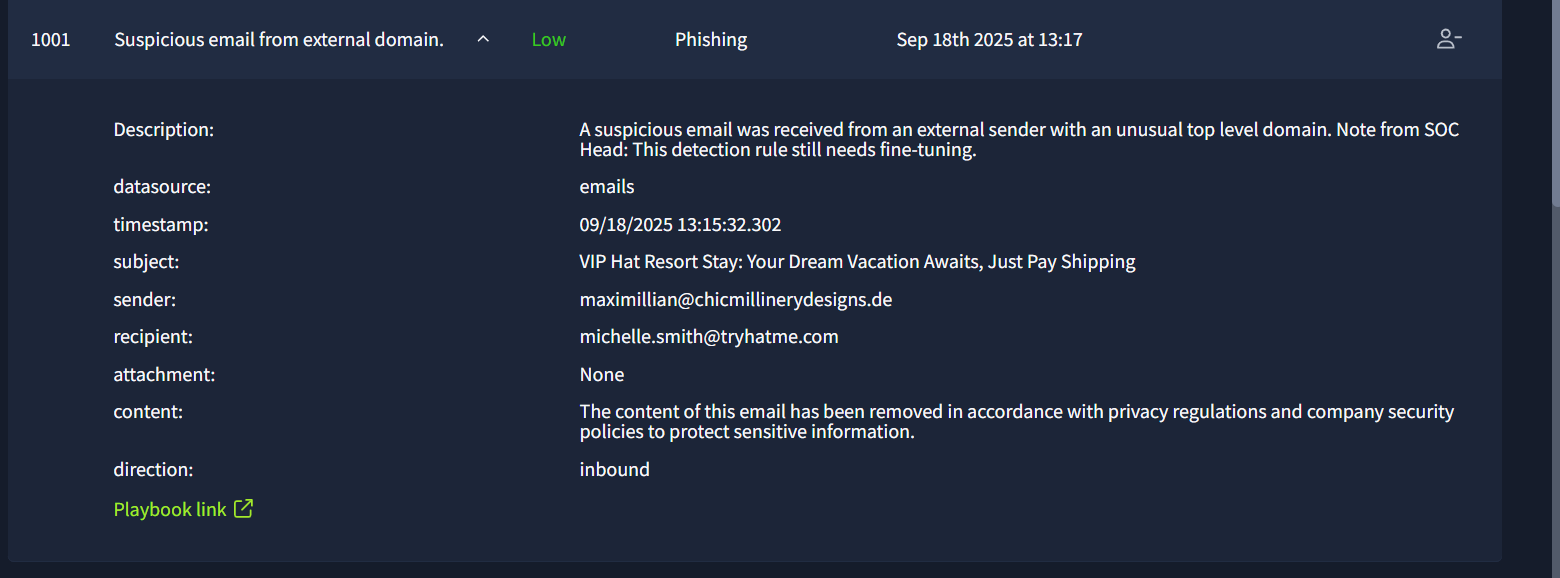 1001 Suspicious email from external domain. Low Phishing Sep 18th 2025 at 13:17
Description: A suspicious email was received from an external sender with an unusual top level domain. Note from SOC
Head: This detection rule still needs fine-tuning.
datasource: emails
timestamp: 09/18/2025 13:15:32.302
subject: VIP Hat Resort Stay: Your Dream Vacation Awaits, Just Pay Shipping
sender: maximillian@chicmillinerydesigns.de
recipient: michelle.smith@tryhatme.com
attachment: None
content: The content of this email has been removed in accordance with privacy regulations and company security
policies to protect sensitive information.
direction: inbound
Playbook link